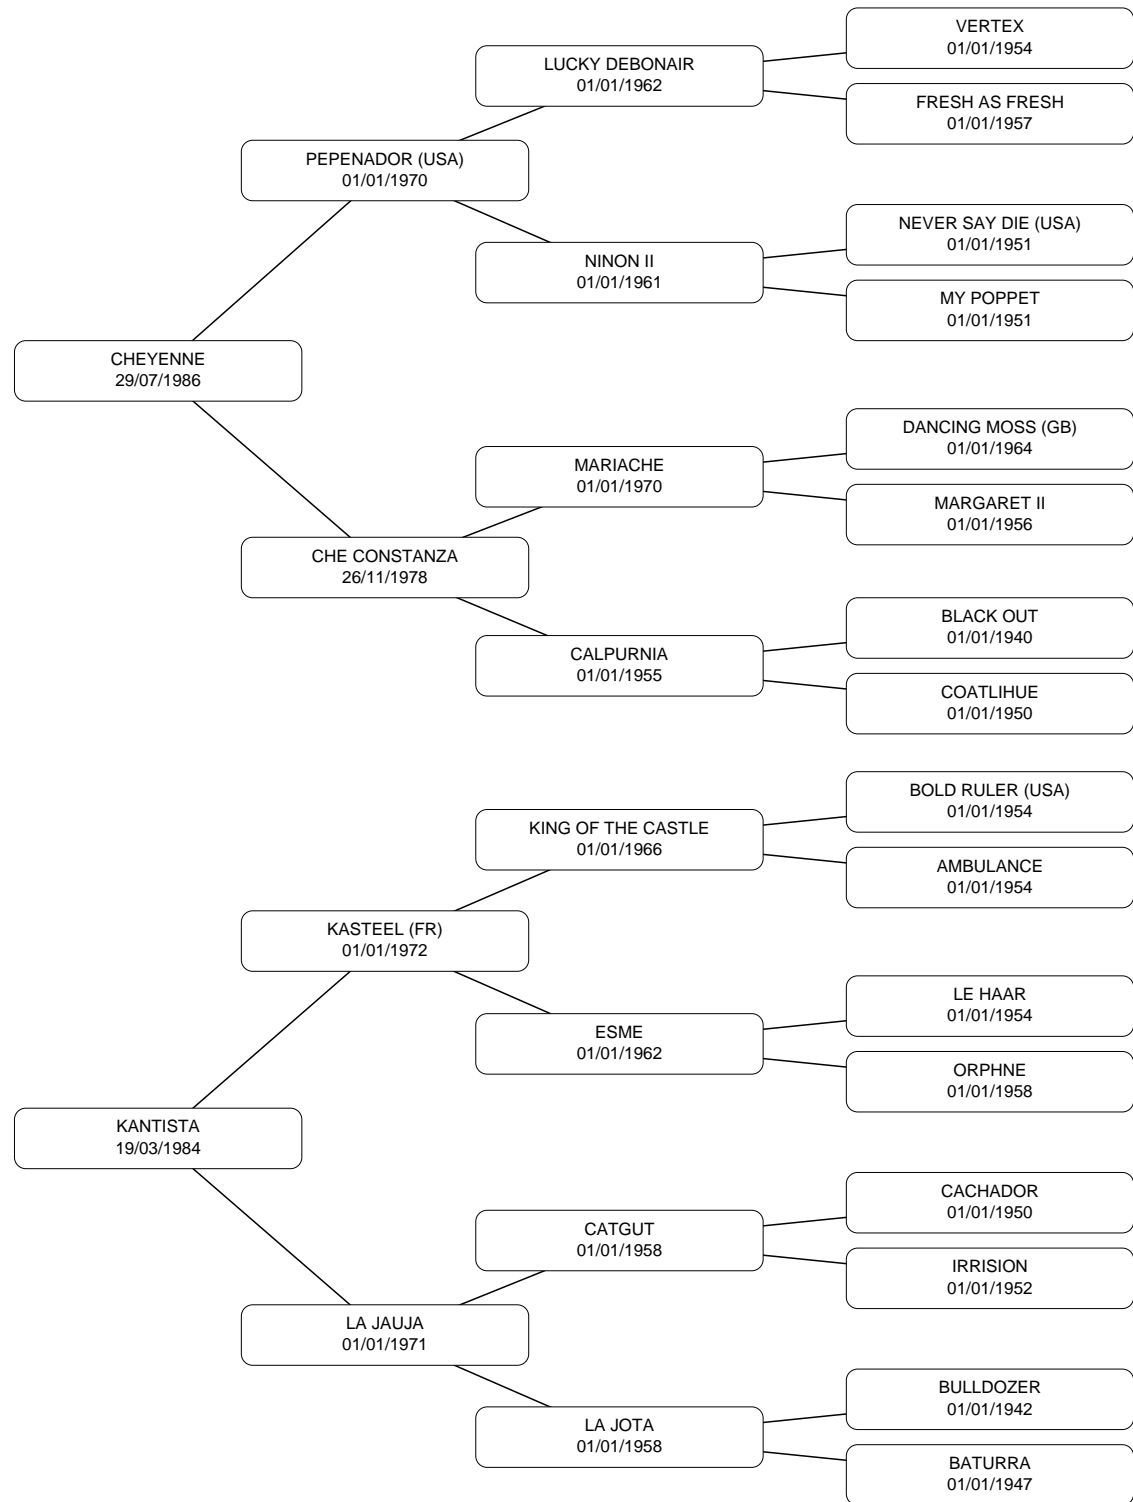 VERTEX
01/01/1954
LUCKY DEBONAIR
01/01/1962
FRESH AS FRESH
01/01/1957
PEPENADOR (USA)
01/01/1970
NEVER SAY DIE (USA)
01/01/1951
NINON II
01/01/1961
MY POPPET
01/01/1951
CHEYENNE
29/07/1986
DANCING MOSS (GB)
01/01/1964
MARIACHE
01/01/1970
MARGARET II
01/01/1956
CHE CONSTANZA
26/11/1978
BLACK OUT
01/01/1940
CALPURNIA
01/01/1955
COATLIHUE
01/01/1950
BOLD RULER (USA)
01/01/1954
KING OF THE CASTLE
01/01/1966
AMBULANCE
01/01/1954
KASTEEL (FR)
01/01/1972
LE HAAR
01/01/1954
ESME
01/01/1962
ORPHNE
01/01/1958
KANTISTA
19/03/1984
CACHADOR
01/01/1950
CATGUT
01/01/1958
IRRISION
01/01/1952
LA JAUJA
01/01/1971
BULLDOZER
01/01/1942
LA JOTA
01/01/1958
BATURRA
01/01/1947